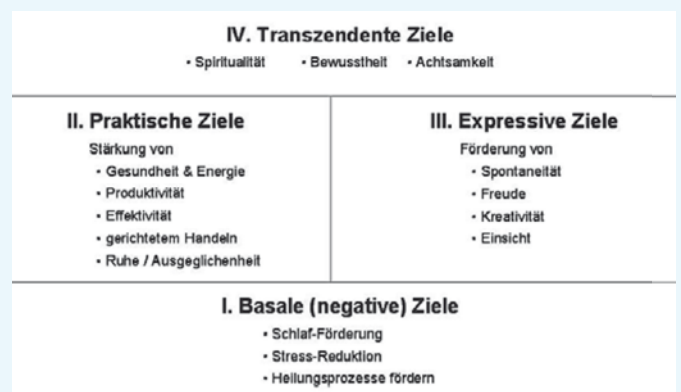 IV. Transzendente Ziele
• Spiritualität • Bewusstheit • Achtsamkeit
II. Praktische Ziele
Stärkung von
• Gesundheit & Energie
• Produktivität
• Effektivität
• gerichtetem Handeln
• Ruhe / Ausgeglichenheit
III. Expressive Ziele
Förderung von
• Spontaneität
• Freude
• Kreativität
• Einsicht
I. Basale (negative) Ziele
• Schlaf-Förderung
• Stress-Reduktion
• Heilungsprozesse fördern